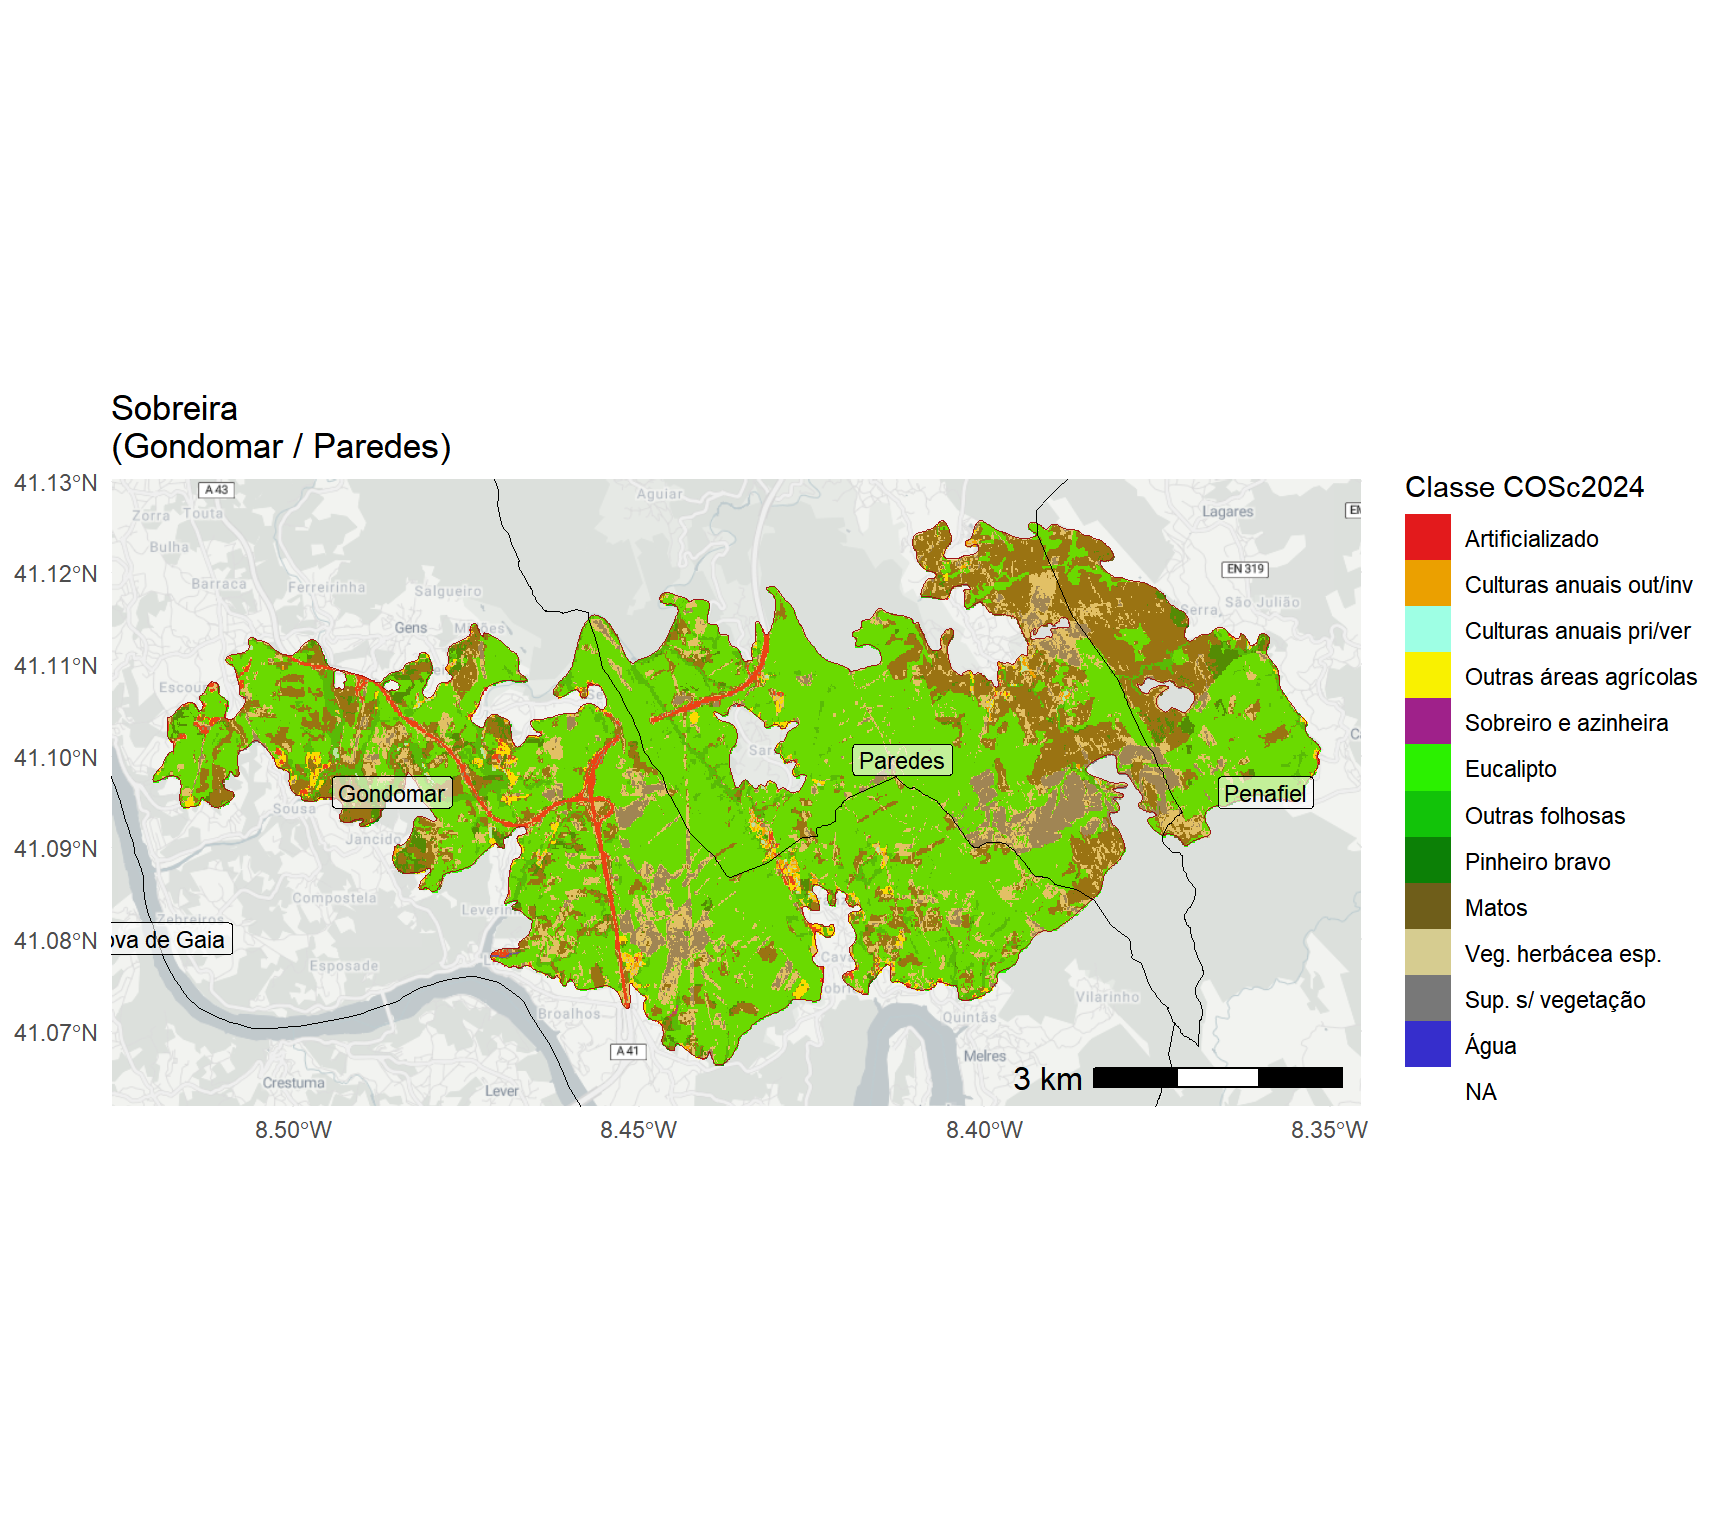 Sobreira
(Gondomar / Paredes)
41.13°N
41.12°N
41.11°N
41.10°N
41.09°N
41.08°N
41.07°N
A 43
Aguiar
Zorra
Touta
Lagares
Bulha
EN 319
Barraca
Ferreirinha
Salgueiro
Serra
São Julião
Gens
Paredes
Gondomar
Penafiel
Sousa
Jancido
Compostela
Zebreiros
ova de Gaia
Esposade
Vilarinho
Broalhos
Quintãs
A 41
Melres
Crestuma
Lever
3 km
8.50°W
8.45°W
8.40°W
8.35°W
Classe COSc2024
Artificializado
Culturas anuais out/inv
Culturas anuais pri/ver
Outras áreas agrícolas
Sobreiro e azinheira
Eucalipto
Outras folhosas
Pinheiro bravo
Matos
Veg. herbácea esp.
Sup. s/ vegetação
Água
NA